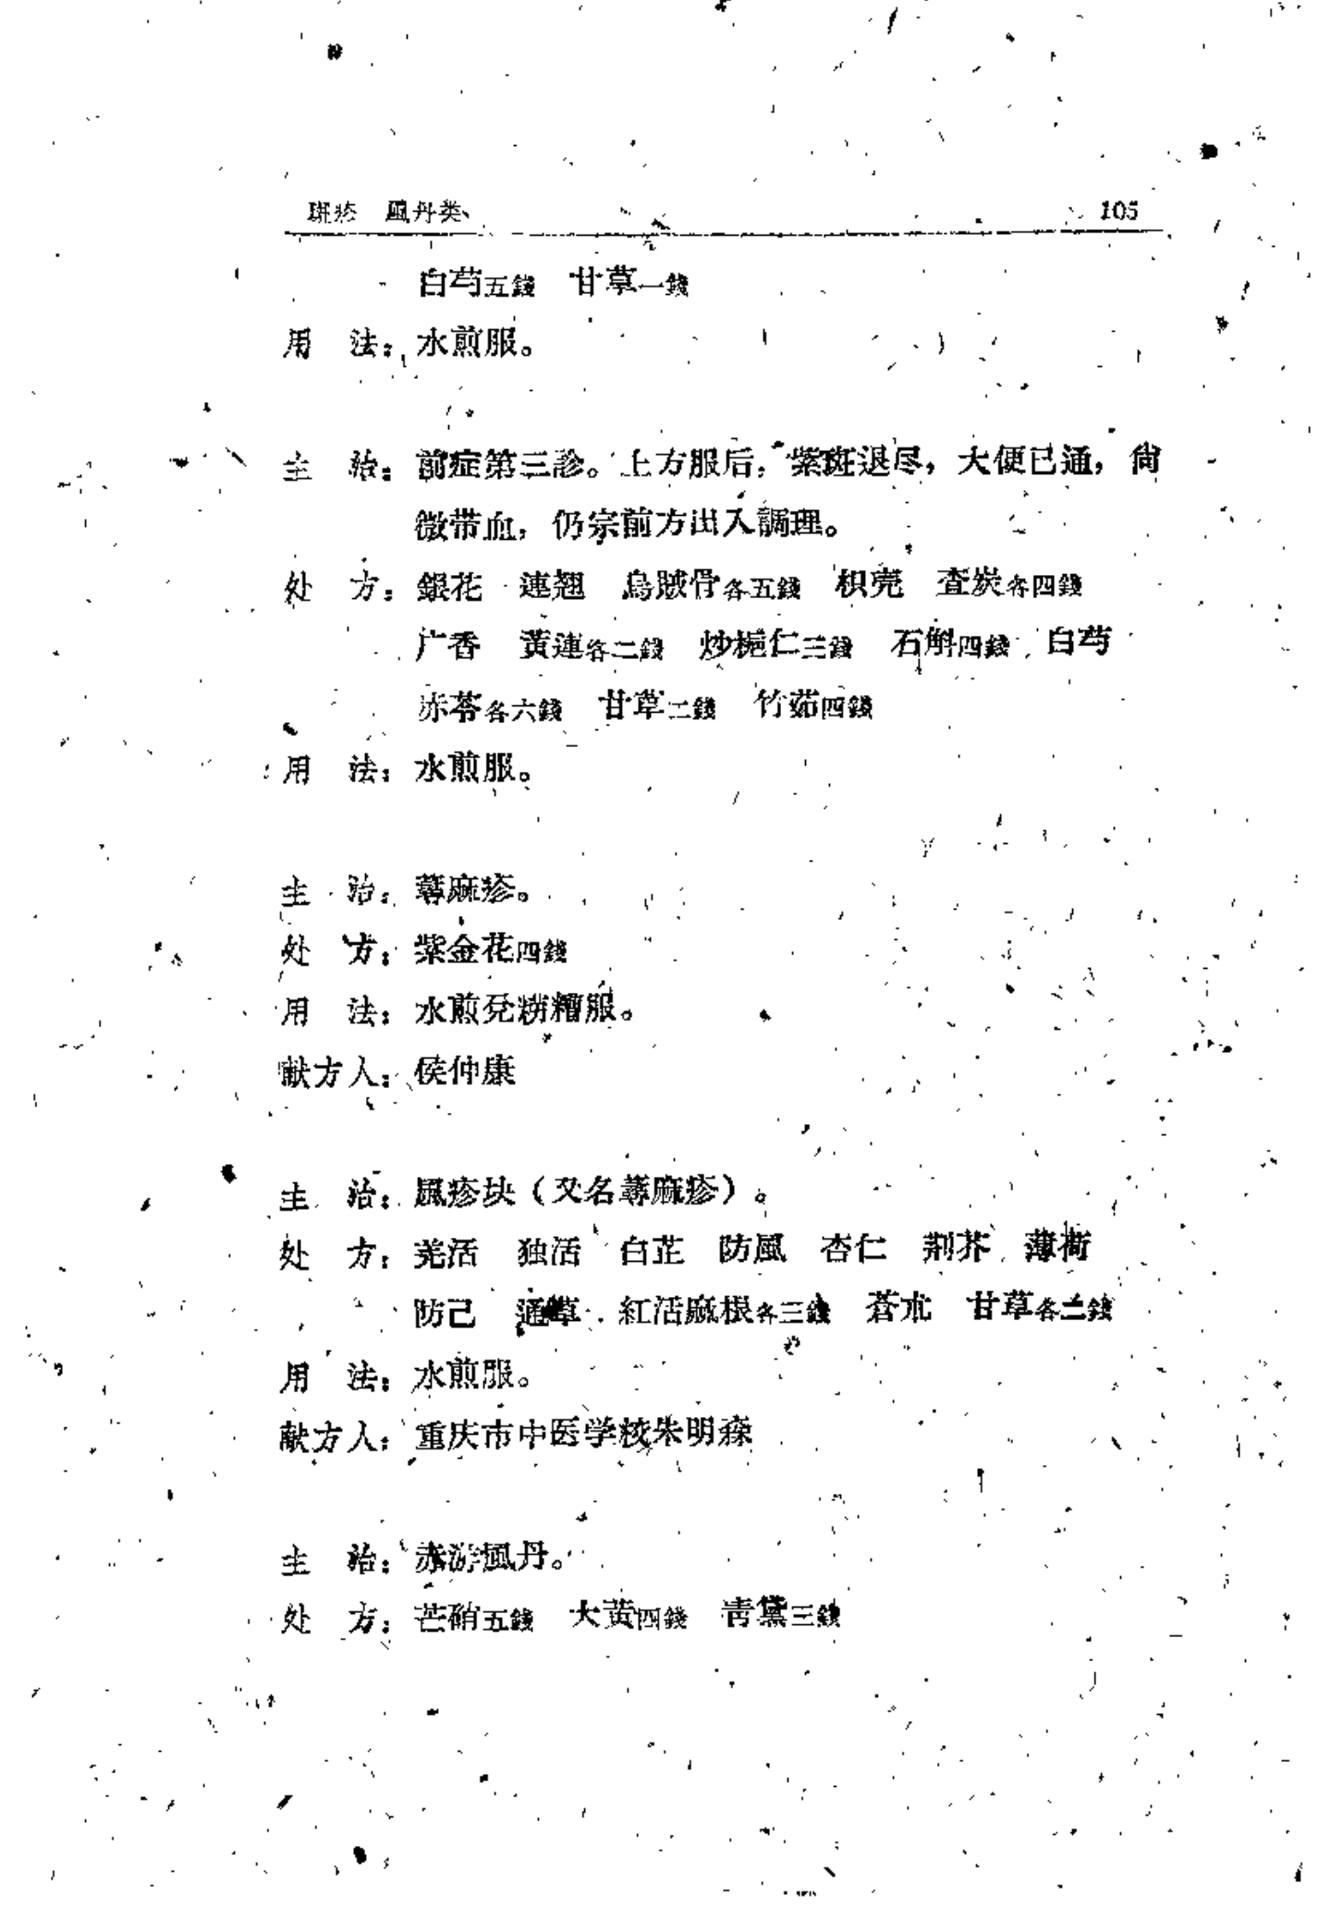 斑疹　風丹类　105
白芍五錢　甘草一錢
用　法：水煎服。
主　治：前症第三診。上方服后，紫斑退尽，大便已通，尙
微带血，仍宗前方出入調理。
处　方：銀花　連翹　烏賊骨各五錢　枳壳　查炭各四錢
广香　黃連各二錢　炒梔仁三錢　石斛四錢　白芍
赤苓各六錢　甘草二錢　竹茹四錢
用　法：水煎服。
主　治：蕁麻疹。
处　方：紫金花四錢
用　法：水煎兑醪糟服。
献方人：侯仲康
主　治：風疹块（又名蕁麻疹）。
处　方：羌活　独活　白芷　防風　杏仁　荆芥　薄荷
防己　通草　紅活麻根各三錢　蒼朮　甘草各二錢
用　法：水煎服。
献方人：重庆市中医学校朱明森
主　治：赤游風丹。
处　方：芒硝五錢　大黃四錢　靑黛三錢